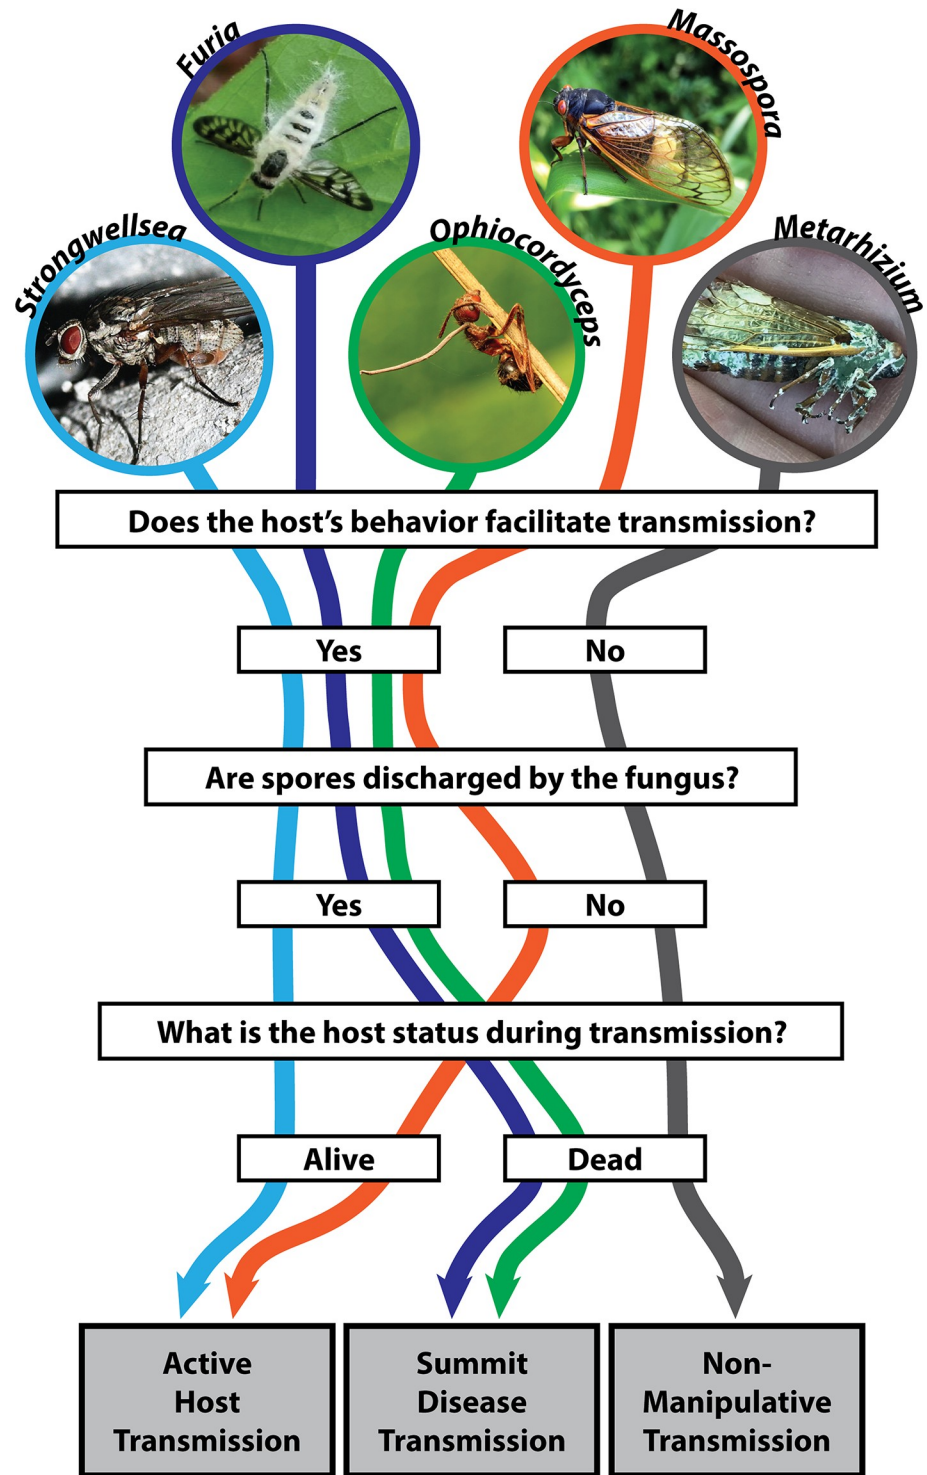 Furia
Massospora
Strongwellsea
Ophiocordyceps
Metarhizium
Does the host's behavior facilitate transmission?
Yes
No
Are spores discharged by the fungus?
Yes
No
What is the host status during transmission?
Alive
Dead
Active
Host
Transmission
Summit
Disease
Transmission
Non-
Manipulative
Transmission